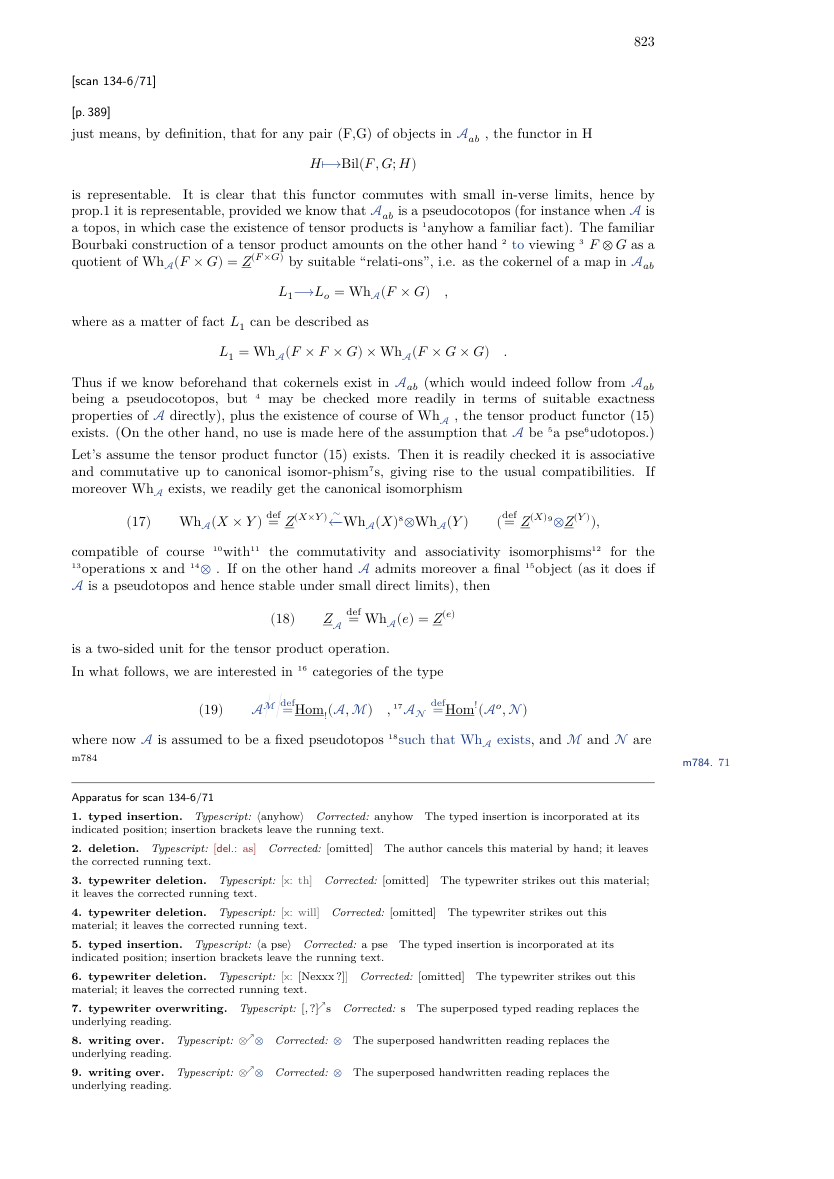 823
[scan 134-6/71]
[p. 389]
just means, by definition, that for any pair (F,G) of objects in 𝒜_ab , the functor in H
H⟼Bil(F, G; H)
is representable. It is clear that this functor commutes with small in-verse limits, hence by
prop.1 it is representable, provided we know that 𝒜_ab is a pseudocotopos (for instance when 𝒜 is
a topos, in which case the existence of tensor products is ¹anyhow a familiar fact). The familiar
Bourbaki construction of a tensor product amounts on the other hand ² to viewing ³ F ⊗ G as a
quotient of Wh_𝒜(F × G) = Z^(F×G) by suitable “relati-ons”, i.e. as the cokernel of a map in 𝒜_ab
L₁⟶L_o = Wh_𝒜(F × G) ,
where as a matter of fact L₁ can be described as
L₁ = Wh_𝒜(F × F × G) × Wh_𝒜(F × G × G) .
Thus if we know beforehand that cokernels exist in 𝒜_ab (which would indeed follow from 𝒜_ab
being a pseudocotopos, but ⁴ may be checked more readily in terms of suitable exactness
properties of 𝒜 directly), plus the existence of course of Wh_𝒜 , the tensor product functor (15)
exists. (On the other hand, no use is made here of the assumption that 𝒜 be ⁵a pse⁶udotopos.)
Let’s assume the tensor product functor (15) exists. Then it is readily checked it is associative
and commutative up to canonical isomor-phism⁷s, giving rise to the usual compatibilities. If
moreover Wh_𝒜 exists, we readily get the canonical isomorphism
(17) Wh_𝒜(X × Y) def= Z^(X×Y) ∼← Wh_𝒜(X)⁸⊗Wh_𝒜(Y) (def= Z^(X)⁹⊗Z^(Y)),
compatible of course ¹⁰with¹¹ the commutativity and associativity isomorphisms¹² for the
¹³operations x and ¹⁴⊗ . If on the other hand 𝒜 admits moreover a final ¹⁵object (as it does if
𝒜 is a pseudotopos and hence stable under small direct limits), then
(18) Z_𝒜 def= Wh_𝒜(e) = Z^(e)
is a two-sided unit for the tensor product operation.
In what follows, we are interested in ¹⁶ categories of the type
(19) 𝒜^ℳ def= Hom_!(𝒜, ℳ) , ¹⁷𝒜_𝒩 def= Hom^!(𝒜^o, 𝒩)
where now 𝒜 is assumed to be a fixed pseudotopos ¹⁸such that Wh_𝒜 exists, and ℳ and 𝒩 are
m784
m784. 71
Apparatus for scan 134-6/71
1. typed insertion. Typescript: ⟨anyhow⟩ Corrected: anyhow The typed insertion is incorporated at its
indicated position; insertion brackets leave the running text.
2. deletion. Typescript: [del.: as] Corrected: [omitted] The author cancels this material by hand; it leaves
the corrected running text.
3. typewriter deletion. Typescript: [x: th] Corrected: [omitted] The typewriter strikes out this material;
it leaves the corrected running text.
4. typewriter deletion. Typescript: [x: will] Corrected: [omitted] The typewriter strikes out this
material; it leaves the corrected running text.
5. typed insertion. Typescript: ⟨a pse⟩ Corrected: a pse The typed insertion is incorporated at its
indicated position; insertion brackets leave the running text.
6. typewriter deletion. Typescript: [x: [Nexxx ?]] Corrected: [omitted] The typewriter strikes out this
material; it leaves the corrected running text.
7. typewriter overwriting. Typescript: [, ?]↗s Corrected: s The superposed typed reading replaces the
underlying reading.
8. writing over. Typescript: ⊗↗⊗ Corrected: ⊗ The superposed handwritten reading replaces the
underlying reading.
9. writing over. Typescript: ⊗↗⊗ Corrected: ⊗ The superposed handwritten reading replaces the
underlying reading.